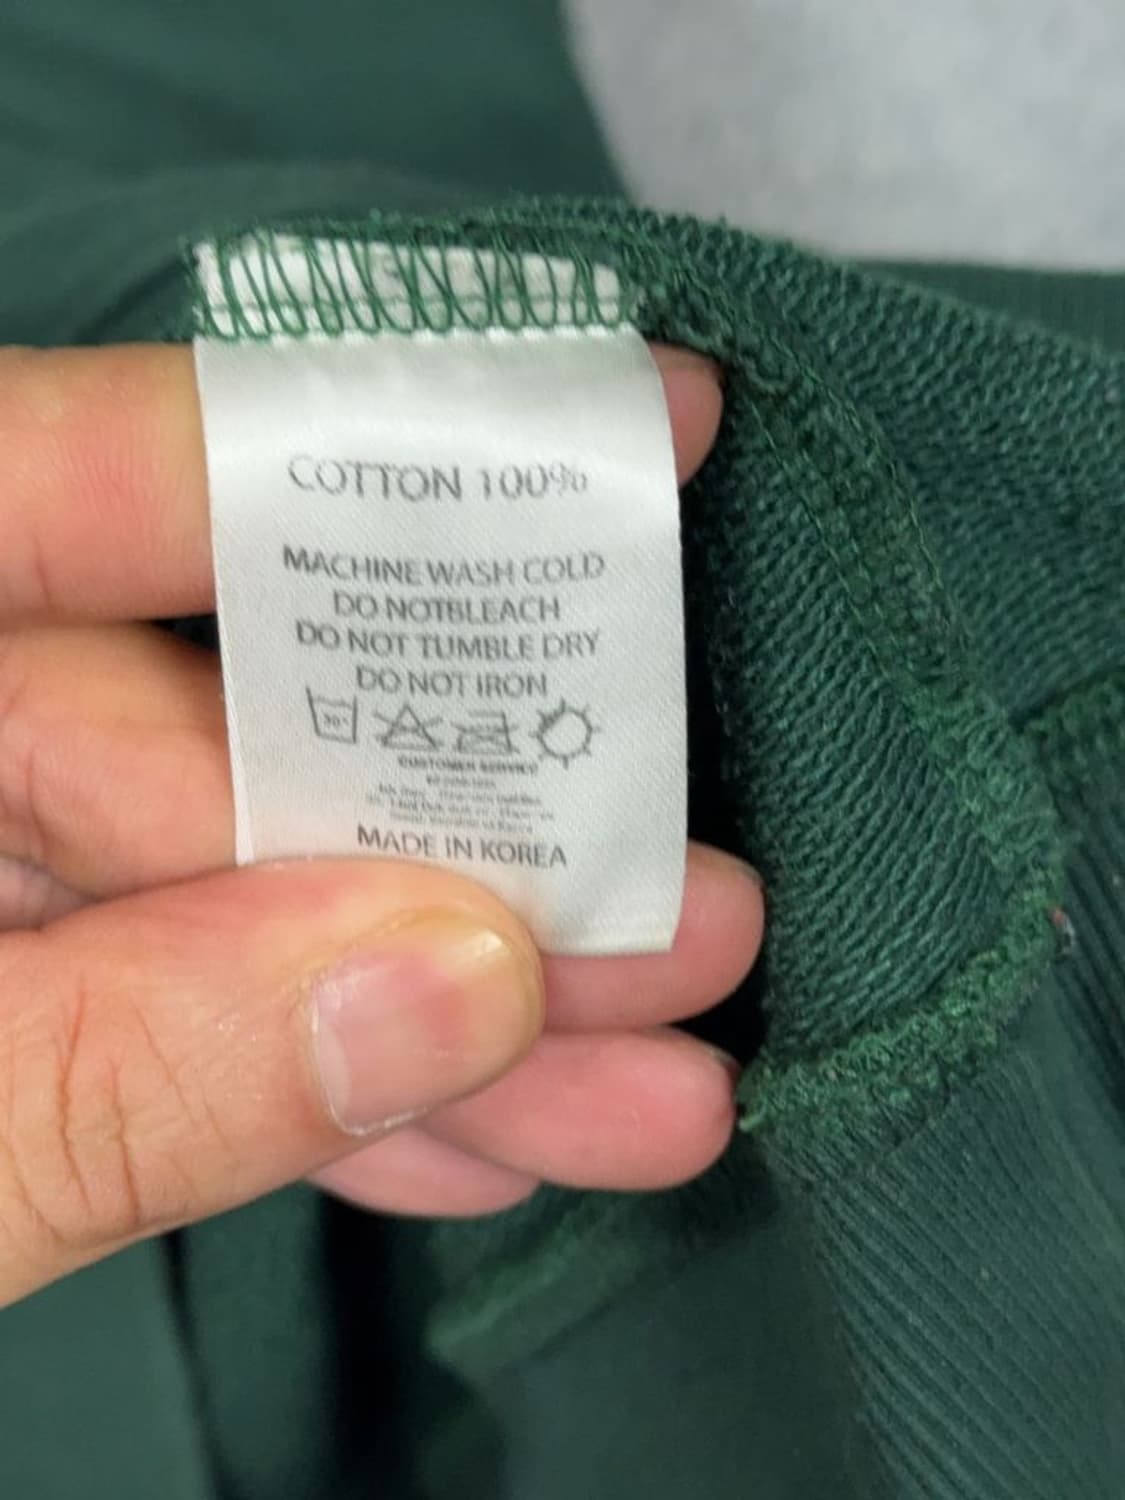 COTTON 100%
MACHINE WASH COLD
DO NOTBLEACH
DO NOT TUMBLE DRY
DO NOT IRON
30°
CUSTOMER SERVICE
MADE IN KOREA